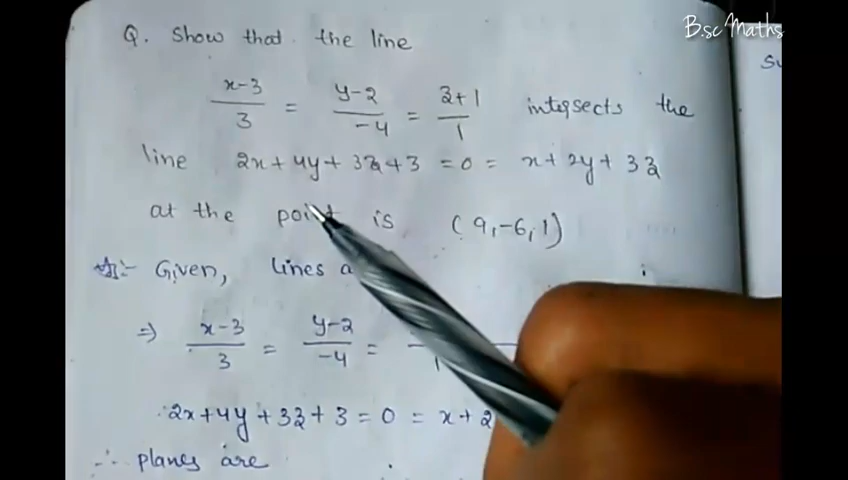 B.sc Maths
Q. Show that the line
x-3/3 = y-2/-4 = z+1/1 intersects the
line 2x+4y+3z+3 = 0 = x+2y+3z
at the point is (9,-6,1)
Given, lines a
=) x-3/3 = y-2/-4 = 1
2x+4y+3z+3 = 0 = x+2
∴ planes are